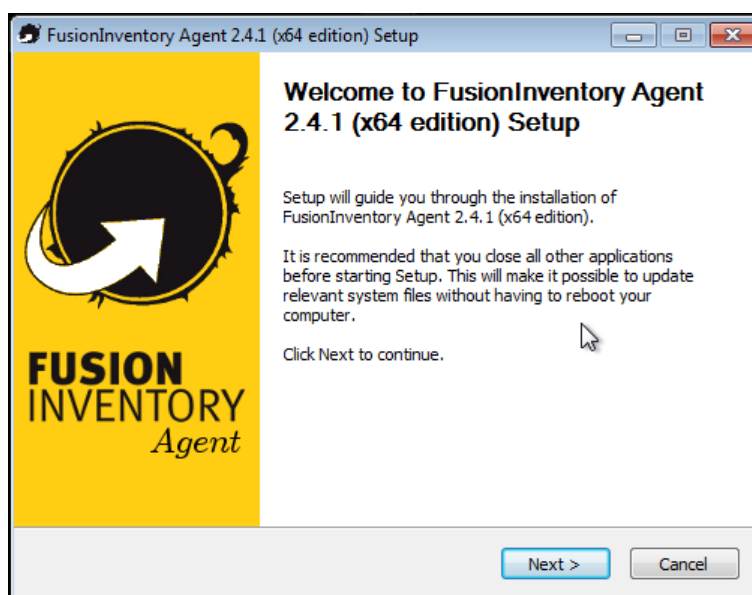 FusionInventory Agent 2.4.1 (x64 edition) Setup
Welcome to FusionInventory Agent
2.4.1 (x64 edition) Setup
Setup will guide you through the installation of
FusionInventory Agent 2.4.1 (x64 edition).
It is recommended that you close all other applications
before starting Setup. This will make it possible to update
relevant system files without having to reboot your
computer.
Click Next to continue.
FUSION
INVENTORY
Agent
Next >
Cancel